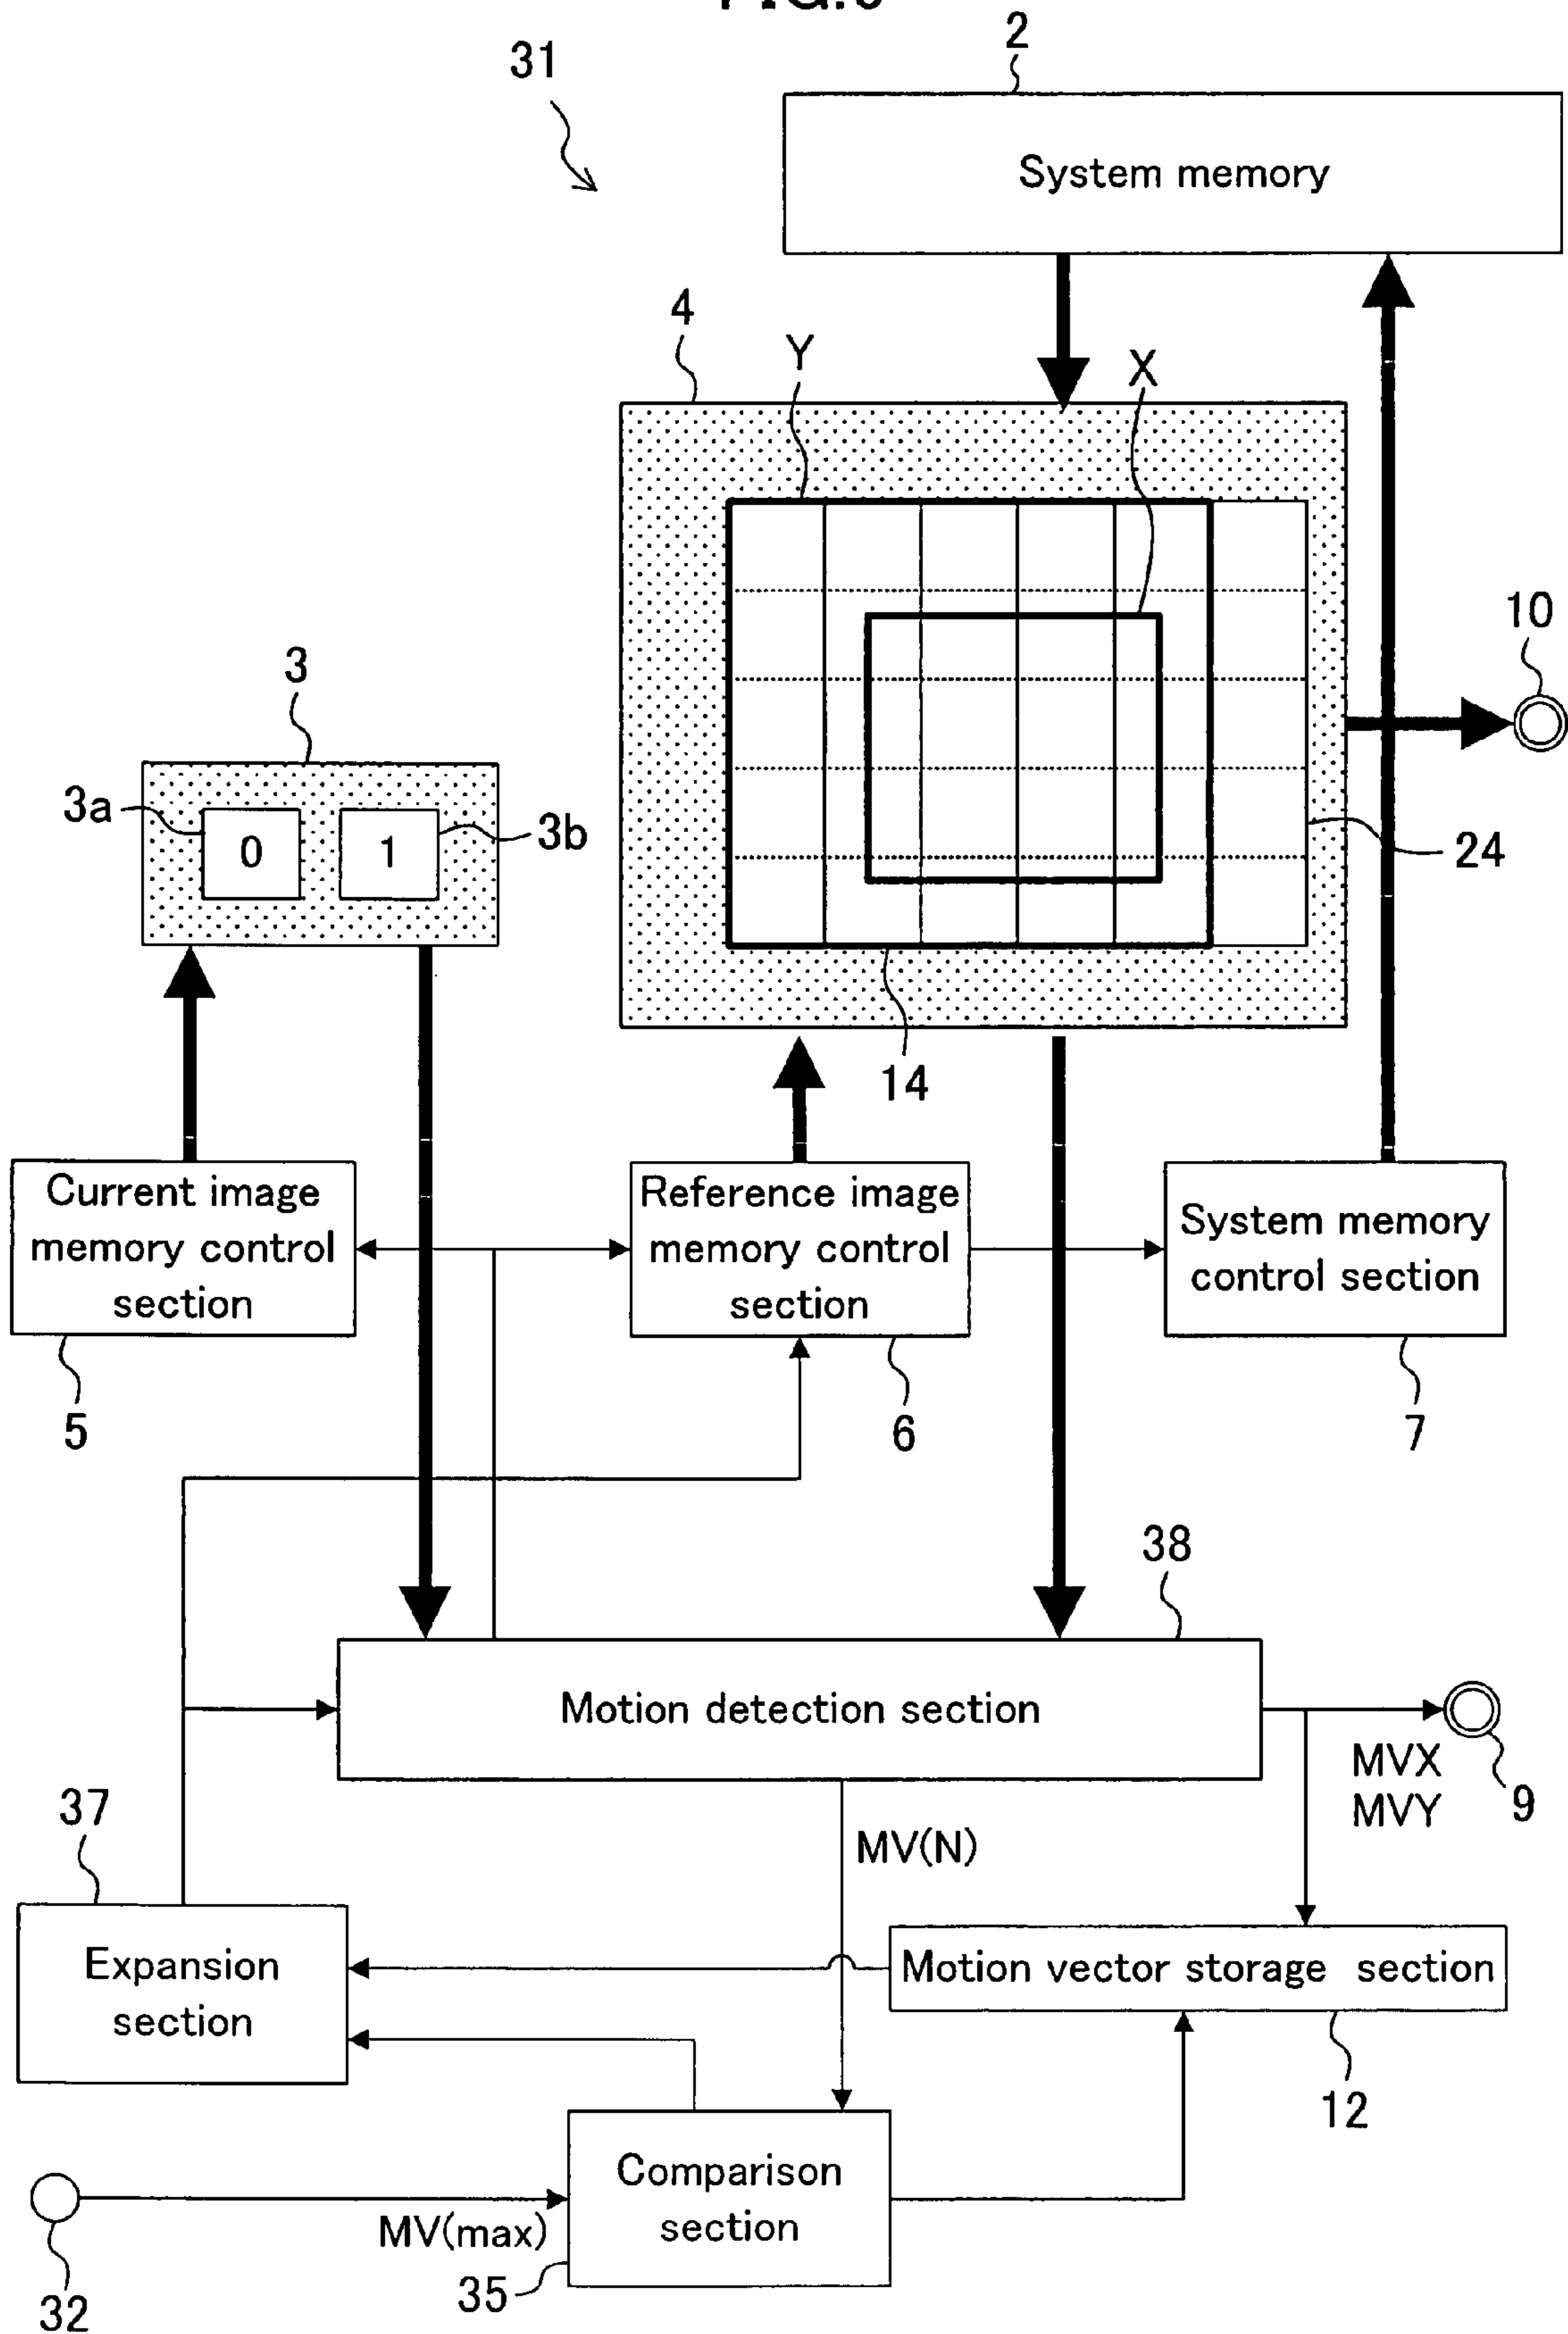 31
2
System memory
4
Y
X
10
3
3a
0
1
3b
24
14
Current image
memory control
section
Reference image
memory control
section
System memory
control section
5
6
7
38
Motion detection section
MVX
MVY
9
37
MV(N)
Expansion
section
Motion vector storage section
12
Comparison
section
MV(max)
35
32